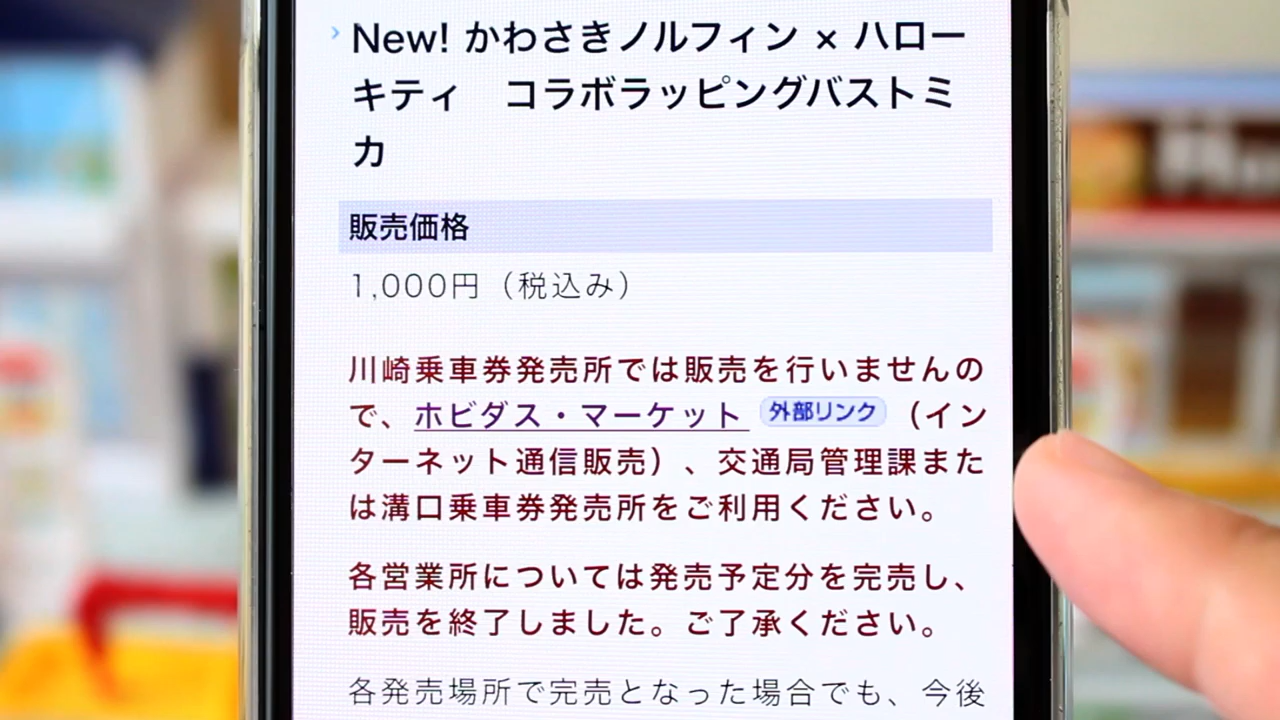 New! かわさきノルフィン × ハロー
キティ　コラボラッピングバストミ
カ
販売価格
1,000円（税込み）
川崎乗車券発売所では販売を行いませんの
で、ホビダス・マーケット 外部リンク （イン
ターネット通信販売）、交通局管理課また
は溝口乗車券発売所をご利用ください。
各営業所については発売予定分を完売し、
販売を終了しました。ご了承ください。
各発売場所で完売となった場合でも、今後